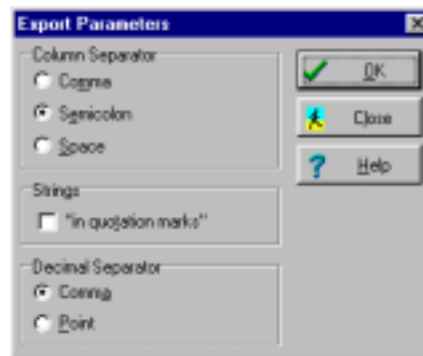 Export Parameters
Column Separator
Comma
Semicolon
Space
Strings
"in quotation marks"
Decimal Separator
Comma
Point
OK
Close
Help